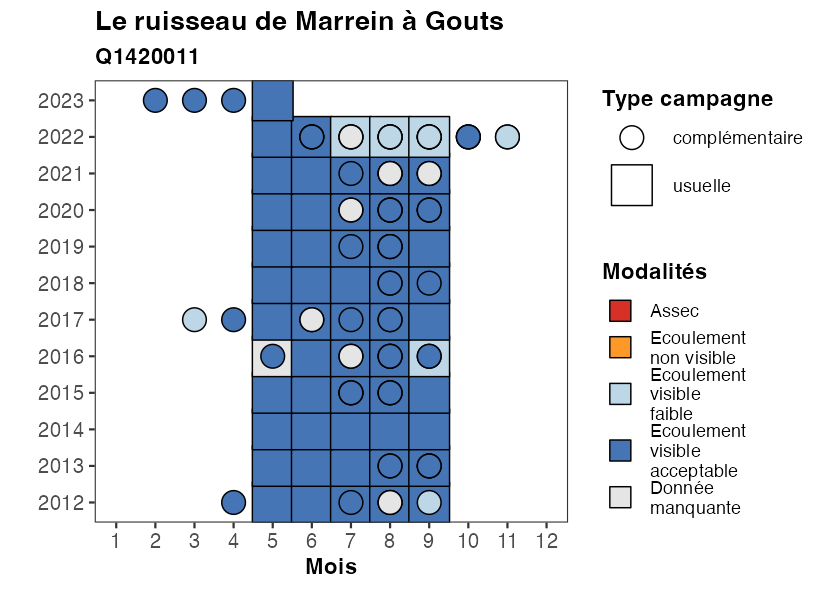 Le ruisseau de Marrein à Gouts
Q1420011
2023
2022
2021
2020
2019
2018
2017
2016
2015
2014
2013
2012
1 2 3 4 5 6 7 8 9 10 11 12
Mois
Type campagne
complémentaire
usuelle
Modalités
Assec
Ecoulement
non visible
Ecoulement
visible
faible
Ecoulement
visible
acceptable
Donnée
manquante